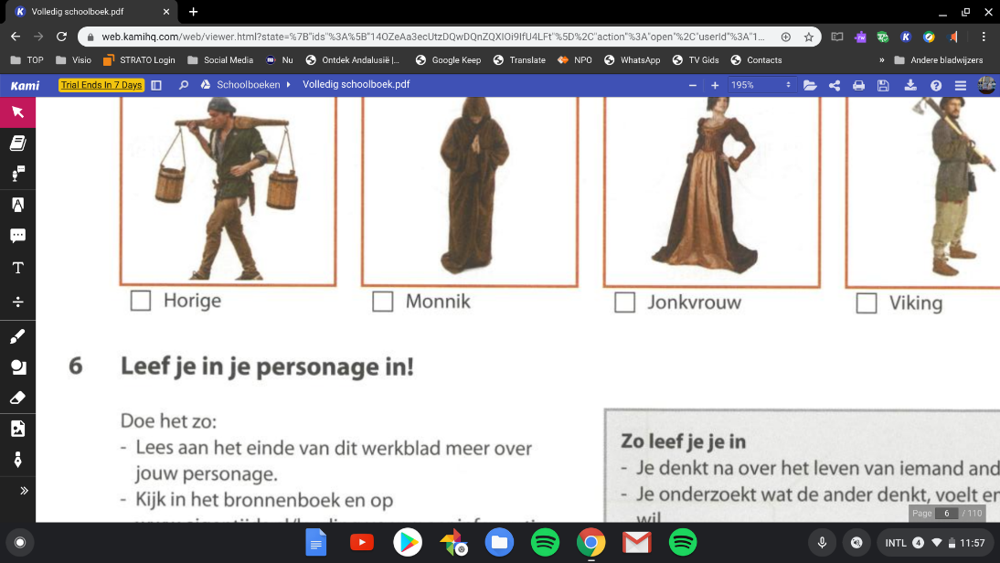 Volledig schoolboek.pdf
web.kamihq.com/web/viewer.html?state=%7B"ids"%3A%5B"14OZeAa3ecUtzDQwDQnZQXIOi9IfU4LFt"%5D%2C"action"%3A"open"%2C"userId"%3A"1...
TOP Visio STRATO Login Social Media Nu Ontdek Andalusië |... Google Keep Translate NPO WhatsApp TV Gids Contacts » Andere bladwijzers
Kami Trial Ends In 7 Days Schoolboeken Volledig schoolboek.pdf 195%
Horige Monnik Jonkvrouw Viking
6 Leef je in je personage in!
Doe het zo:
- Lees aan het einde van dit werkblad meer over
jouw personage.
- Kijk in het bronnenboek en op
Zo leef je je in
- Je denkt na over het leven van iemand and
- Je onderzoekt wat de ander denkt, voelt en
wil.
Page 6 / 110
INTL 4 11:57